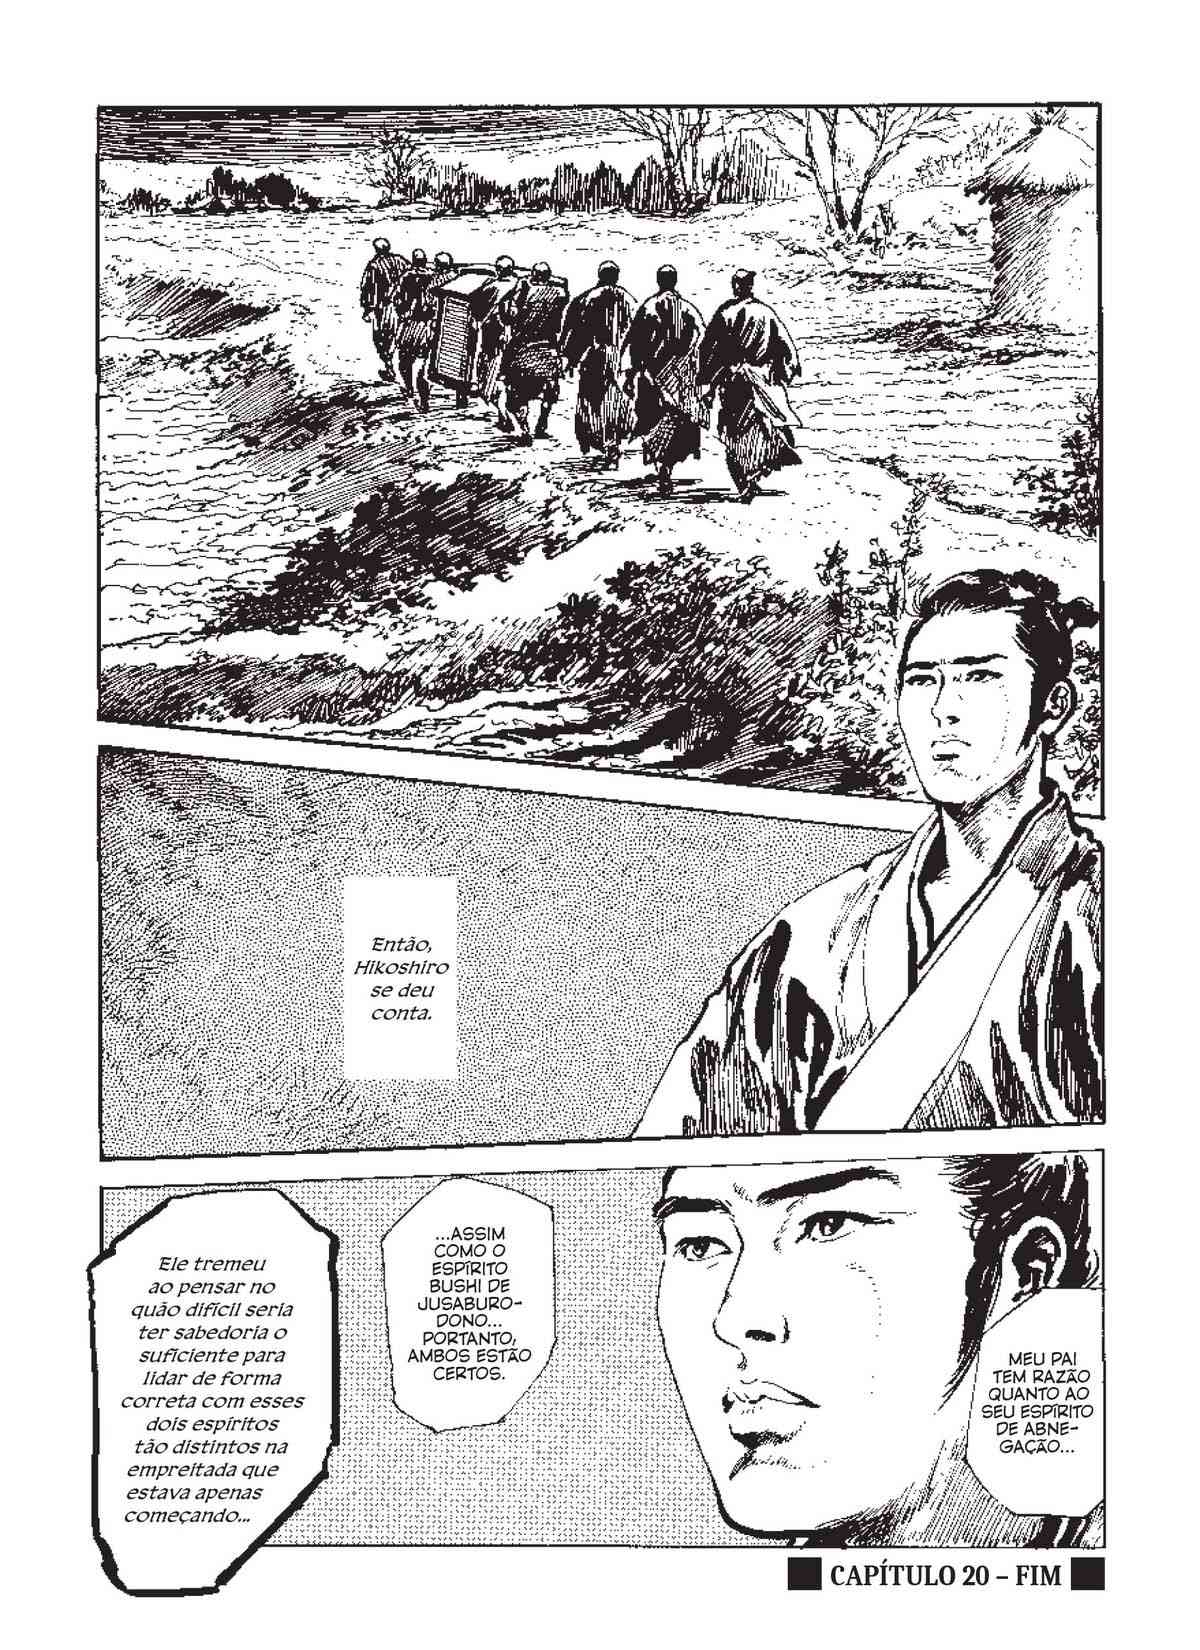 Então,
Hikoshiro
se deu
conta.
MEU PAI
TEM RAZÃO
QUANTO AO
SEU ESPÍRITO
DE ABNE-
GAÇÃO...
...ASSIM
COMO O
ESPÍRITO
BUSHI DE
JUSABURO-
DONO...
PORTANTO,
AMBOS ESTÃO
CERTOS.
Ele tremeu
ao pensar no
quão difícil seria
ter sabedoria o
suficiente para
lidar de forma
correta com esses
dois espíritos
tão distintos na
empreitada que
estava apenas
começando...
CAPÍTULO 20 – FIM